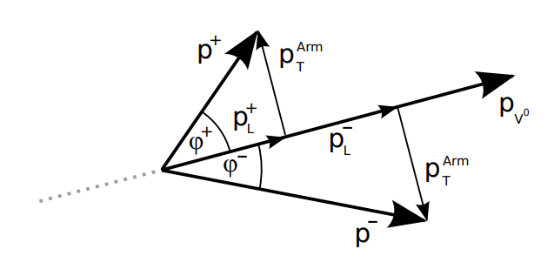 p⁺
p_T^Arm
p_L⁺
φ⁺
φ⁻
p_L⁻
p_V⁰
p_T^Arm
p⁻